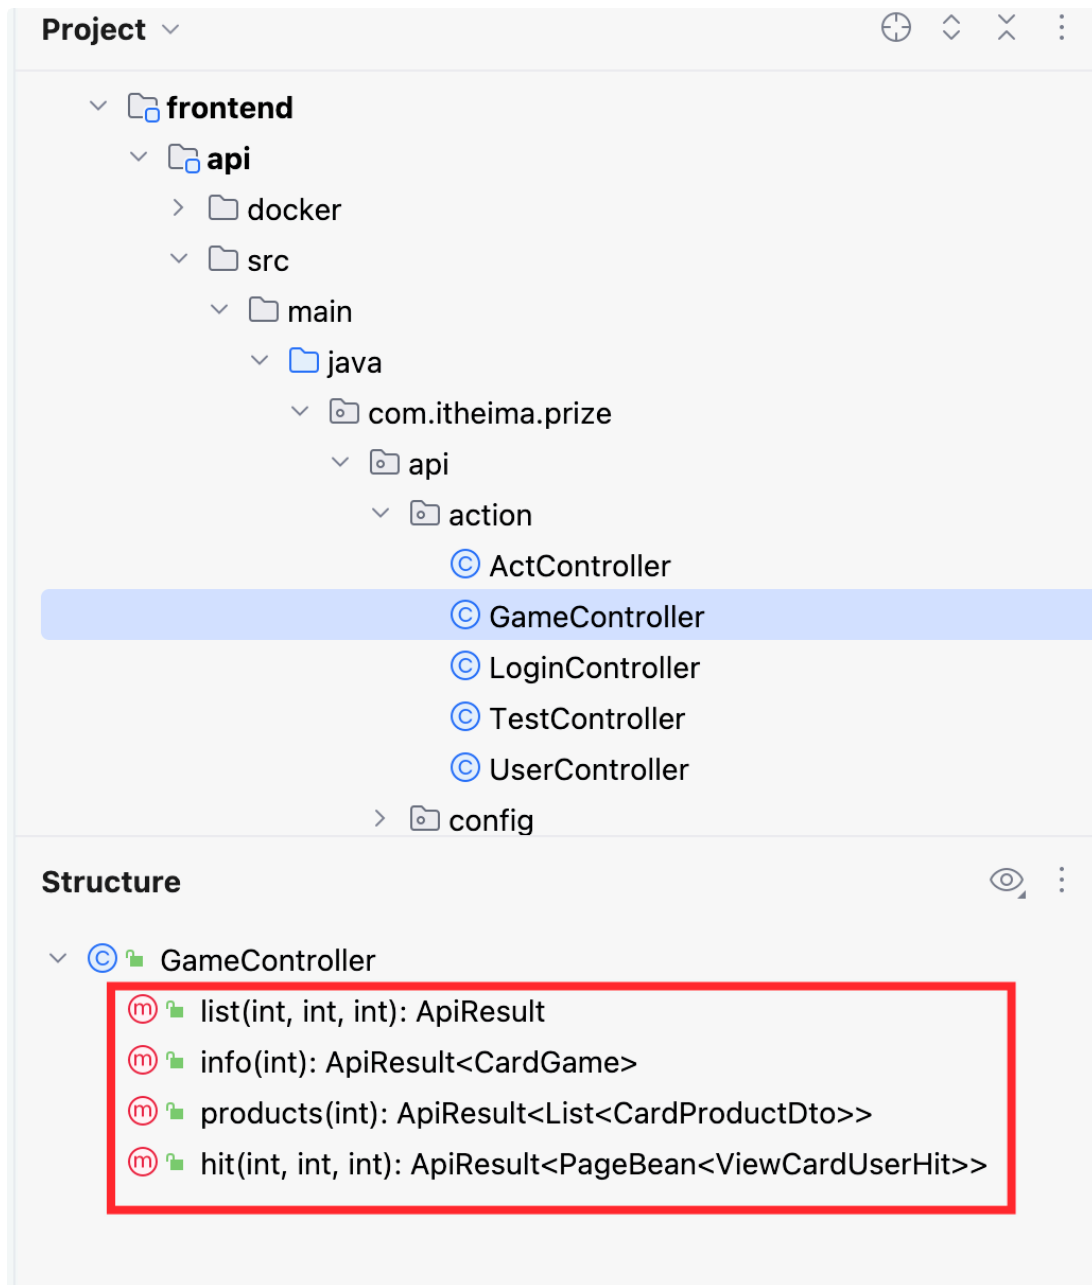 Project
frontend
api
docker
src
main
java
com.itheima.prize
api
action
ActController
GameController
LoginController
TestController
UserController
config
Structure
GameController
list(int, int, int): ApiResult
info(int): ApiResult<CardGame>
products(int): ApiResult<List<CardProductDto>>
hit(int, int, int): ApiResult<PageBean<ViewCardUserHit>>